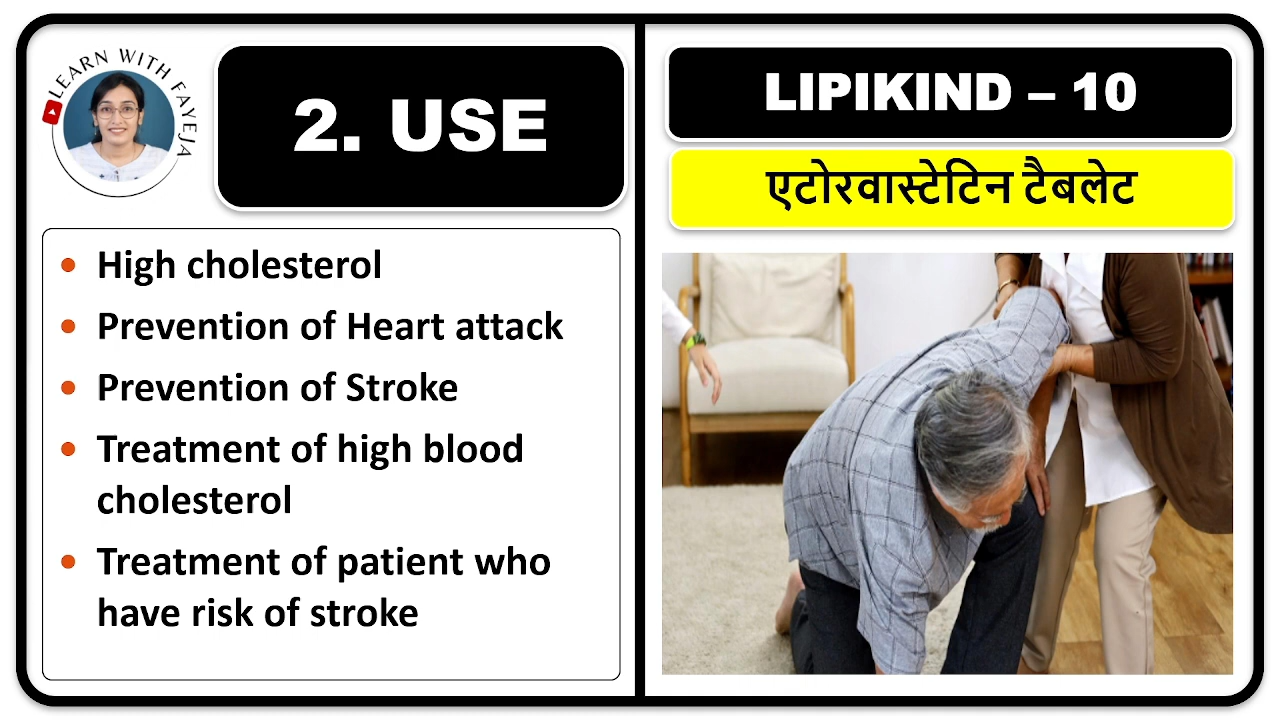 LEARN WITH FAYEJA
2. USE
• High cholesterol
• Prevention of Heart attack
• Prevention of Stroke
• Treatment of high blood
cholesterol
• Treatment of patient who
have risk of stroke
LIPIKIND – 10
एटोरवास्टेटिन टैबलेट